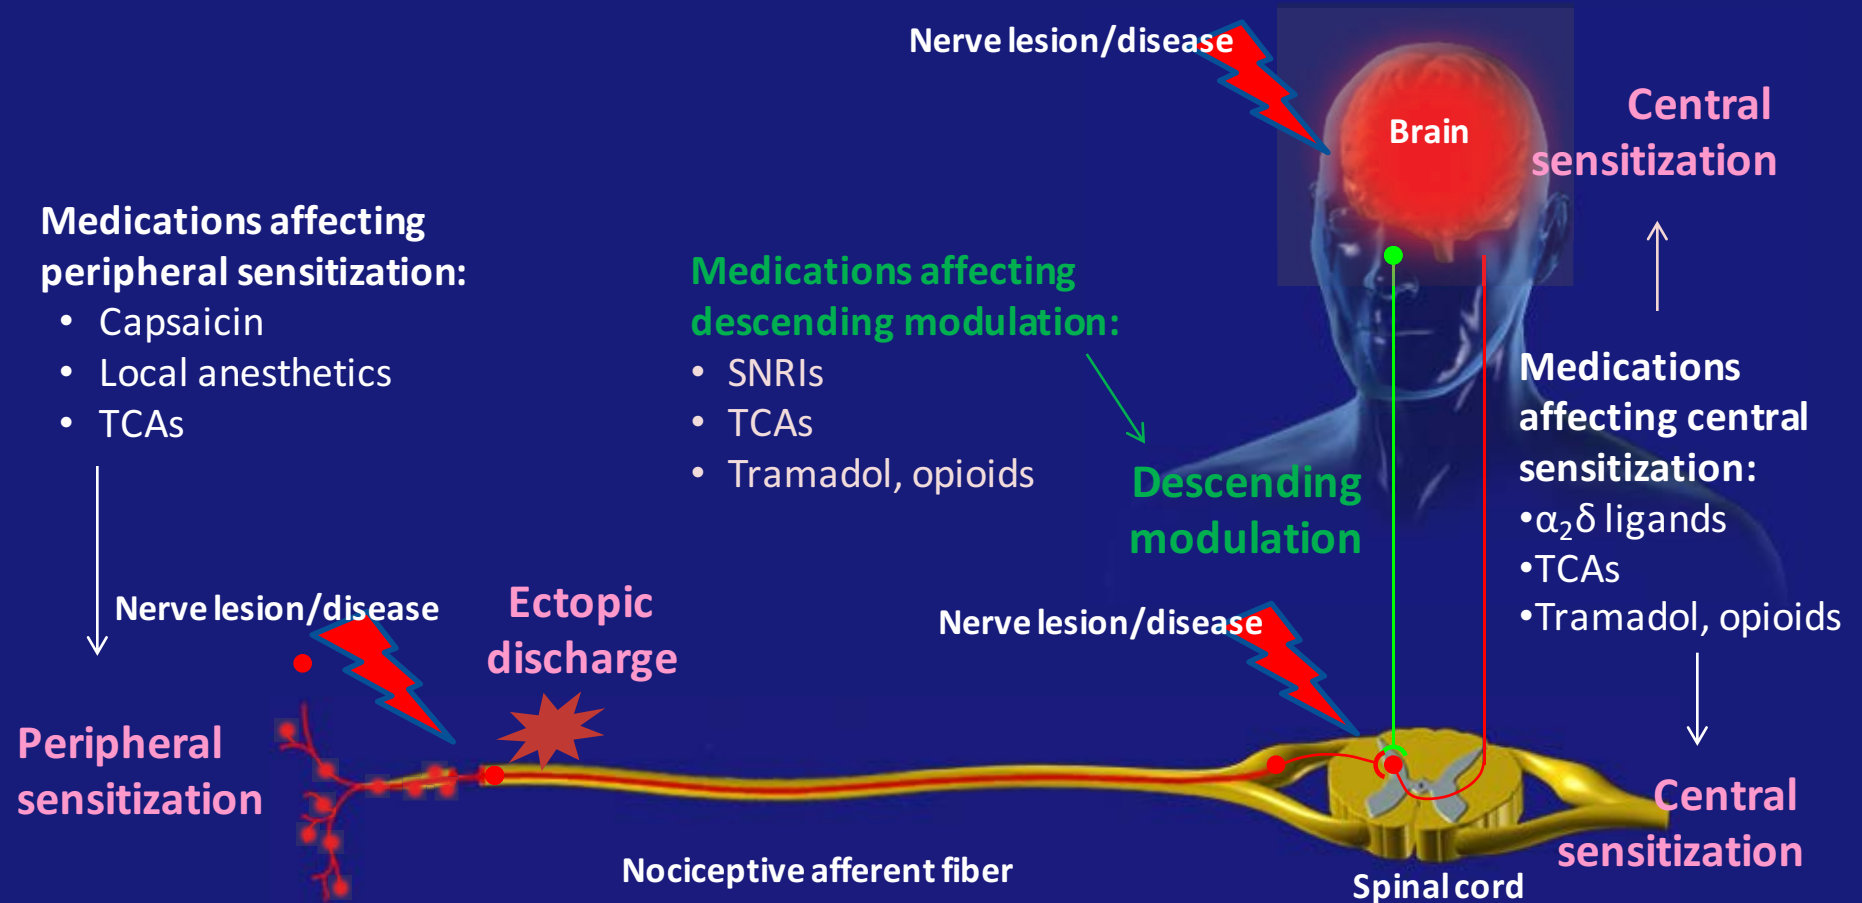 Nerve lesion/disease
Brain
Central
sensitization
Medications affecting
peripheral sensitization:
• Capsaicin
• Local anesthetics
• TCAs
Medications affecting
descending modulation:
• SNRIs
• TCAs
• Tramadol, opioids
Descending
modulation
Medications
affecting central
sensitization:
•α₂δ ligands
•TCAs
•Tramadol, opioids
Nerve lesion/disease
Ectopic
discharge
Nerve lesion/disease
Peripheral
sensitization
Central
sensitization
Nociceptive afferent fiber
Spinal cord